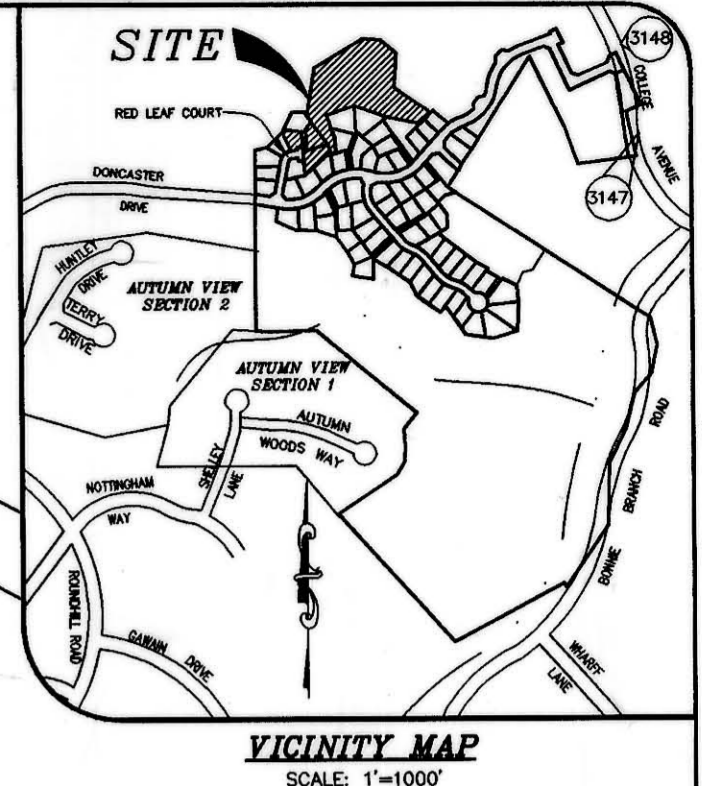 SITE
3148
COLLEGE
AVENUE
RED LEAF COURT
DONCASTER
DRIVE
3147
HUNTLEY
DRIVE
AUTUMN VIEW
SECTION 2
TERRY
DRIVE
AUTUMN VIEW
SECTION 1
AUTUMN
WOODS WAY
SHELLEY
LANE
NOTTINGHAM
WAY
BONNIE BRANCH ROAD
ROUNDHILL ROAD
GAWAIN DRIVE
WHARFF
LANE
VICINITY MAP
SCALE: 1'=1000'